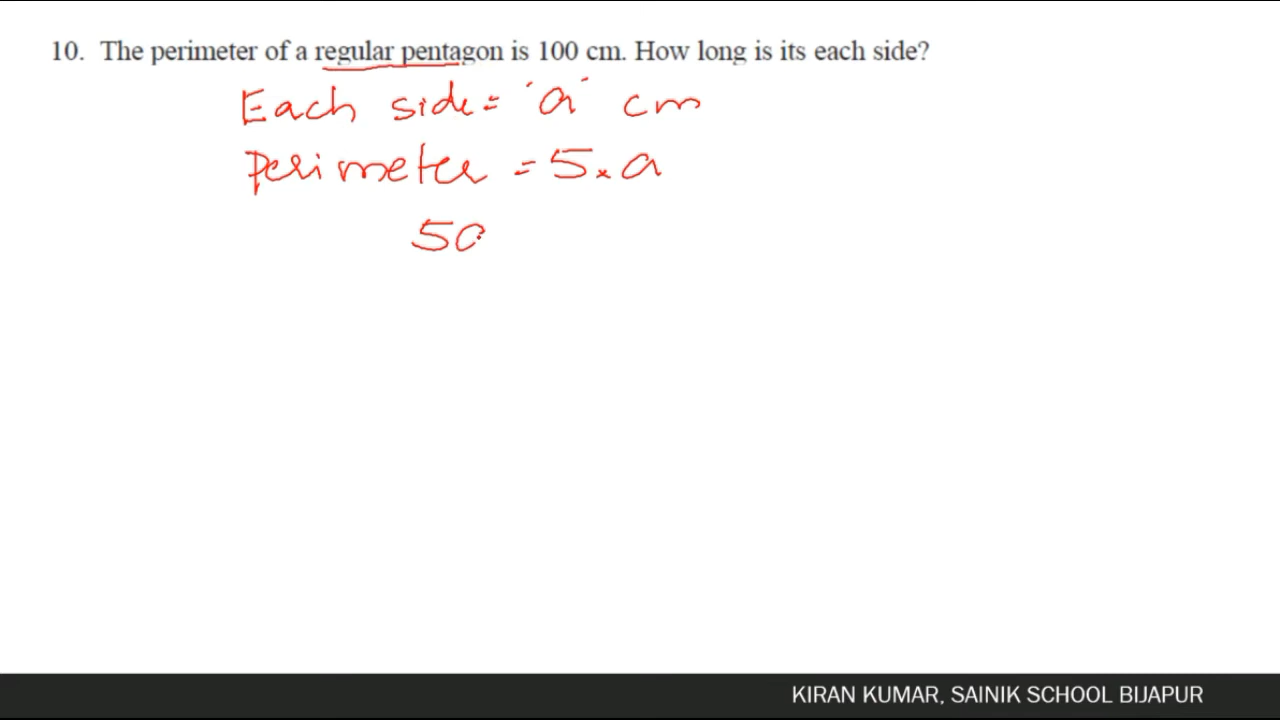 10. The perimeter of a regular pentagon is 100 cm. How long is its each side?
Each side = 'a' cm
Perimeter = 5 × a
5a
KIRAN KUMAR, SAINIK SCHOOL BIJAPUR